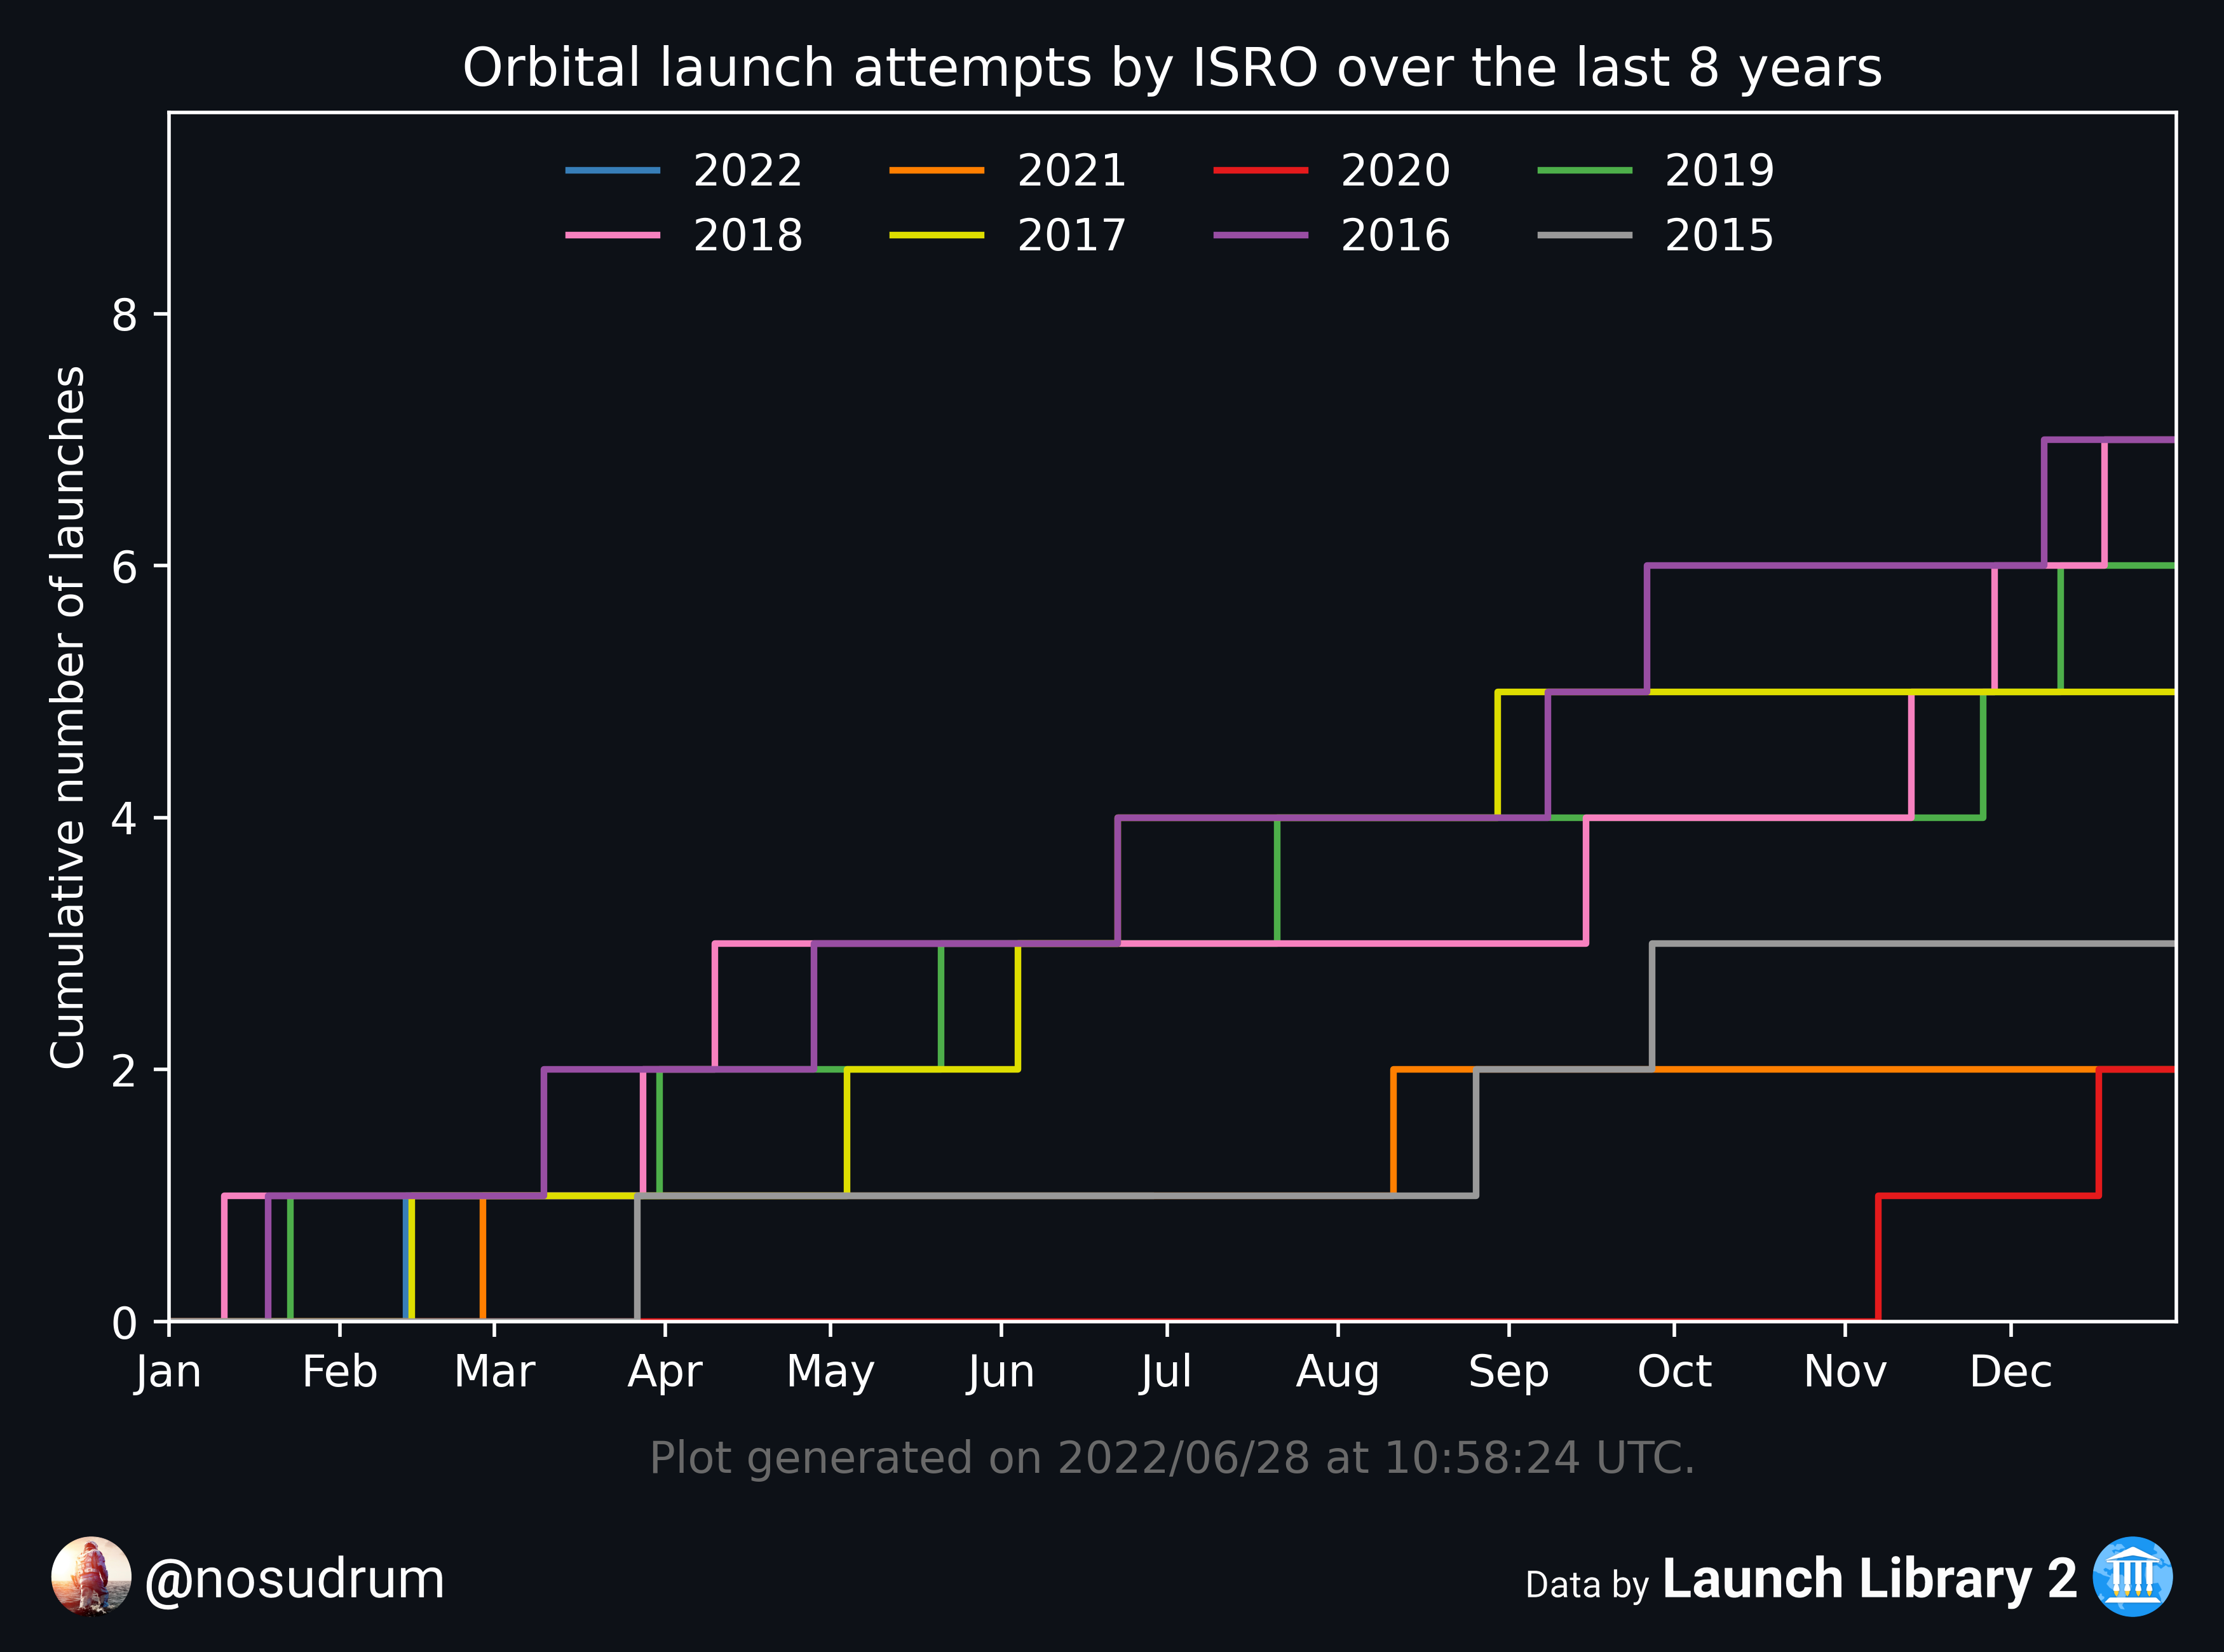 Orbital launch attempts by ISRO over the last 8 years
2022 2021 2020 2019
2018 2017 2016 2015
Cumulative number of launches
8
6
4
2
0
Jan Feb Mar Apr May Jun Jul Aug Sep Oct Nov Dec
Plot generated on 2022/06/28 at 10:58:24 UTC.
@nosudrum
Data by Launch Library 2